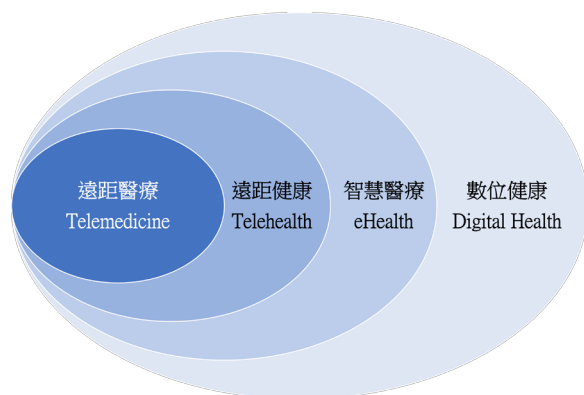 遠距醫療
Telemedicine
遠距健康
Telehealth
智慧醫療
eHealth
數位健康
Digital Health